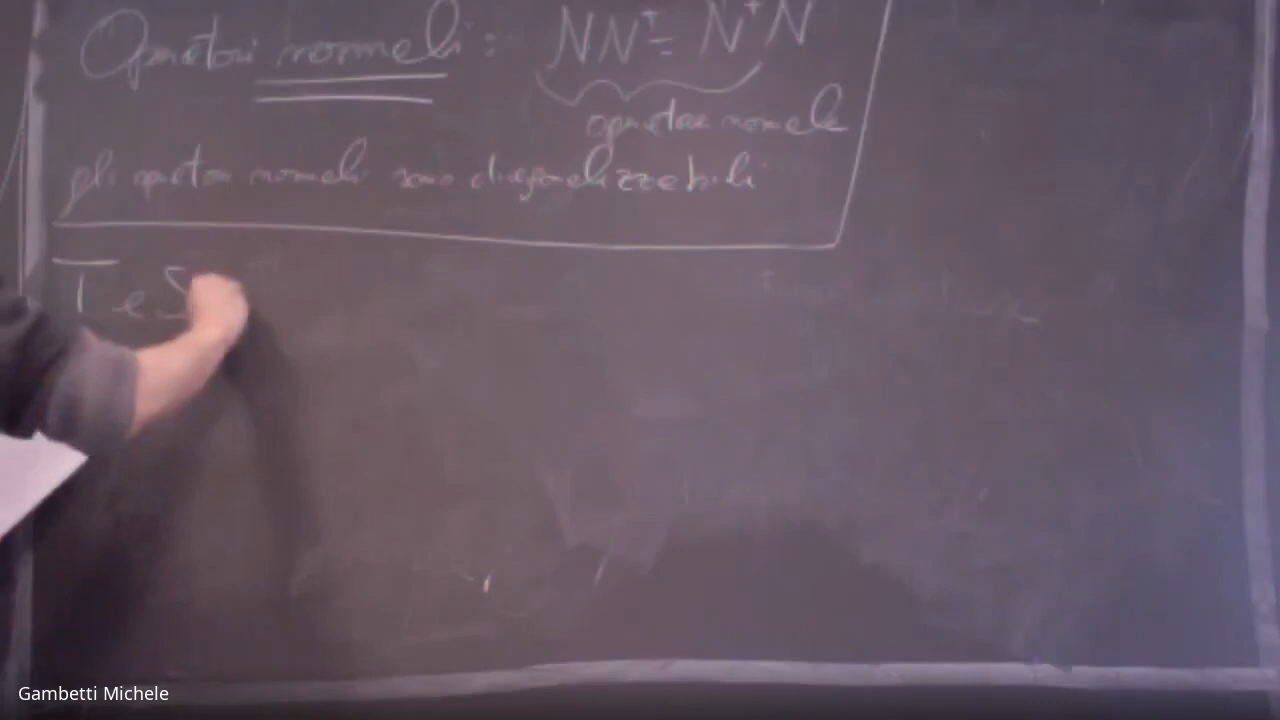 Operatori normali : NN⁺ = N⁺N
operatore normale
gli operatori normali sono diagonalizzabili
T e S
Gambetti Michele